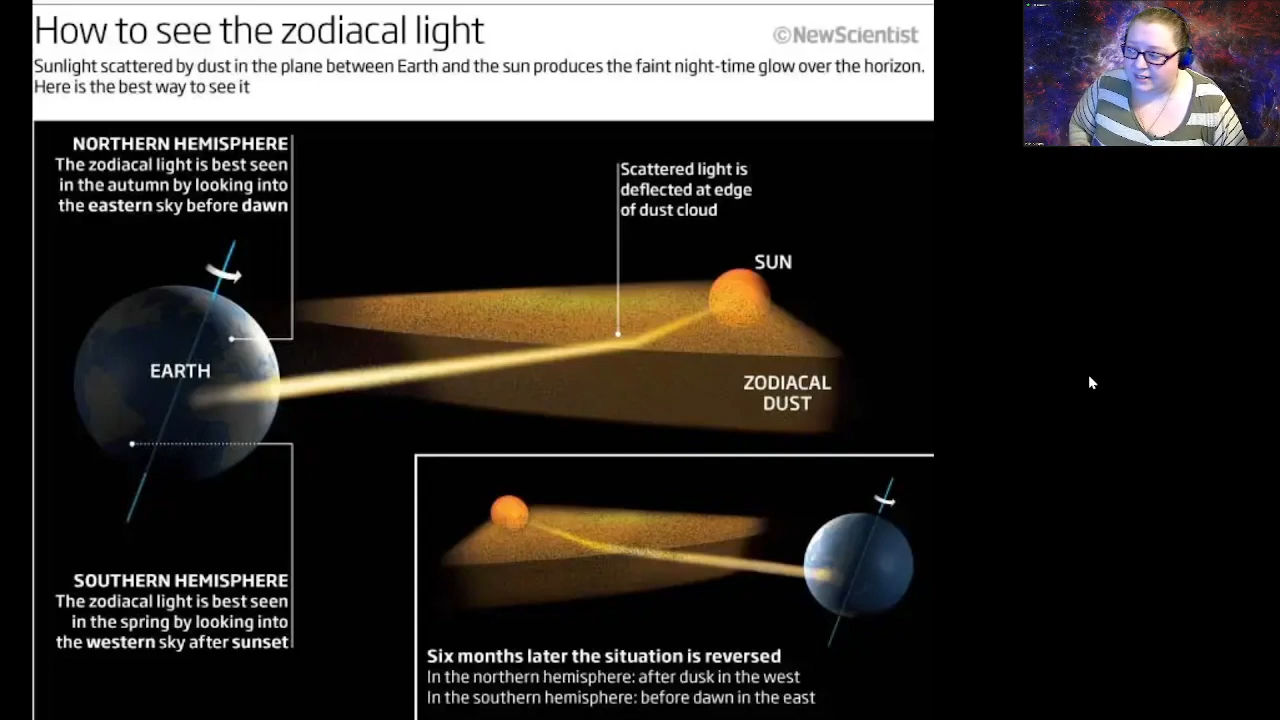 How to see the zodiacal light
©NewScientist
Sunlight scattered by dust in the plane between Earth and the sun produces the faint night-time glow over the horizon.
Here is the best way to see it
NORTHERN HEMISPHERE
The zodiacal light is best seen
in the autumn by looking into
the eastern sky before dawn
Scattered light is
deflected at edge
of dust cloud
SUN
EARTH
ZODIACAL
DUST
SOUTHERN HEMISPHERE
The zodiacal light is best seen
in the spring by looking into
the western sky after sunset
Six months later the situation is reversed
In the northern hemisphere: after dusk in the west
In the southern hemisphere: before dawn in the east